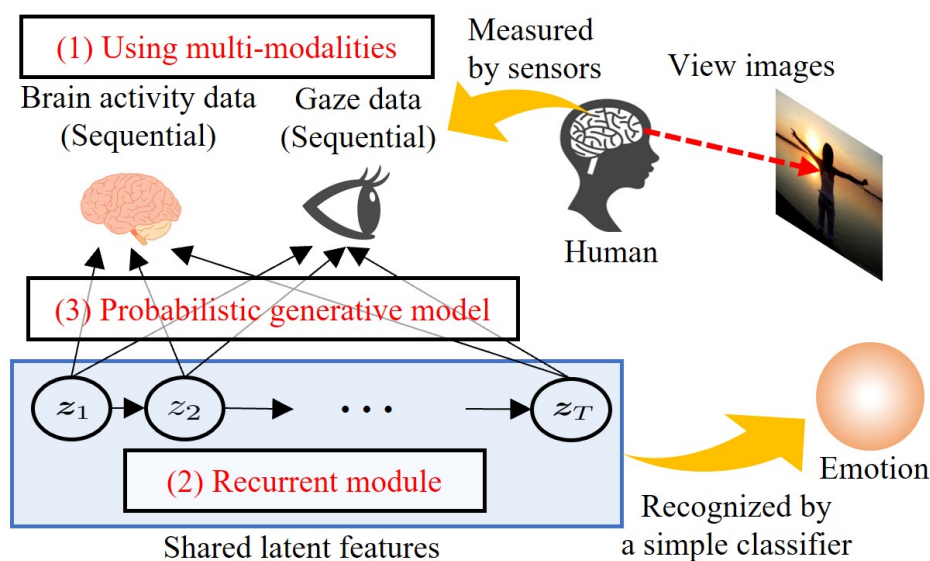 (1) Using multi-modalities
Brain activity data
(Sequential)
Gaze data
(Sequential)
Measured
by sensors
View images
Human
(3) Probabilistic generative model
z1
z2
· · ·
zT
(2) Recurrent module
Shared latent features
Emotion
Recognized by
a simple classifier